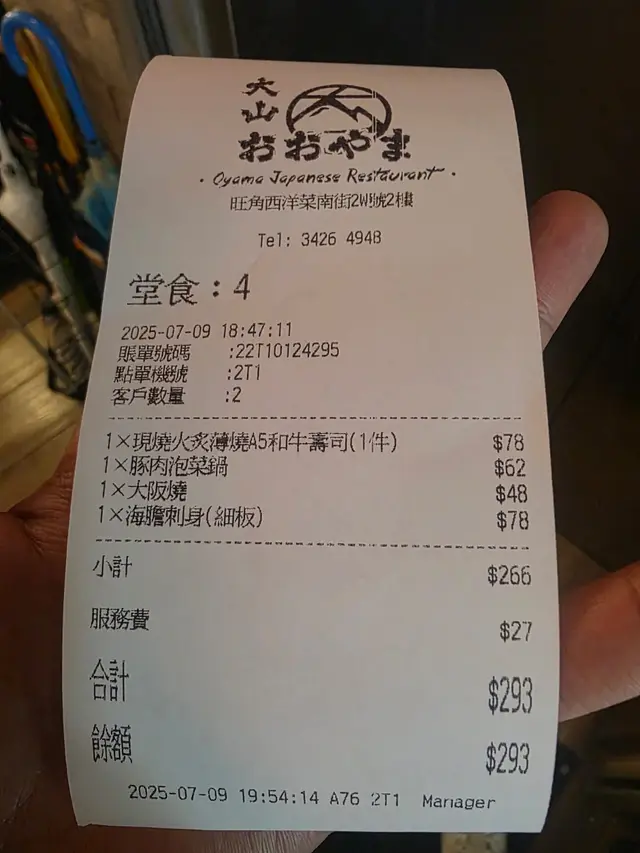 大山
おおやま
· Oyama Japanese Restaurant ·
旺角西洋菜南街2W號2樓
Tel: 3426 4948
堂食：4
2025-07-09 18:47:11
賬單號碼 :22T10124295
點單機號 :2T1
客戶數量 :2
1×現燒火炙薄燒A5和牛壽司(1件) $78
1×豚肉泡菜鍋 $62
1×大阪燒 $48
1×海膽刺身(細板) $78
小計 $266
服務費 $27
合計 $293
餘額 $293
2025-07-09 19:54:14 A76 2T1 Manager